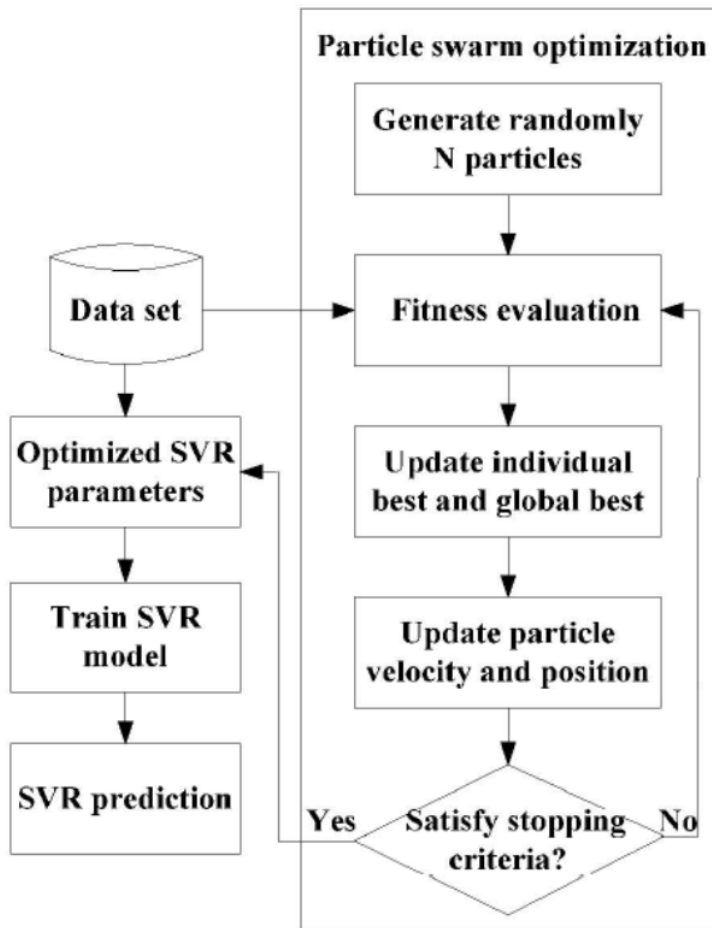 Particle swarm optimization
Generate randomly
N particles
Data set
Fitness evaluation
Optimized SVR
parameters
Update individual
best and global best
Train SVR
model
Update particle
velocity and position
SVR prediction
Yes
Satisfy stopping
criteria?
No